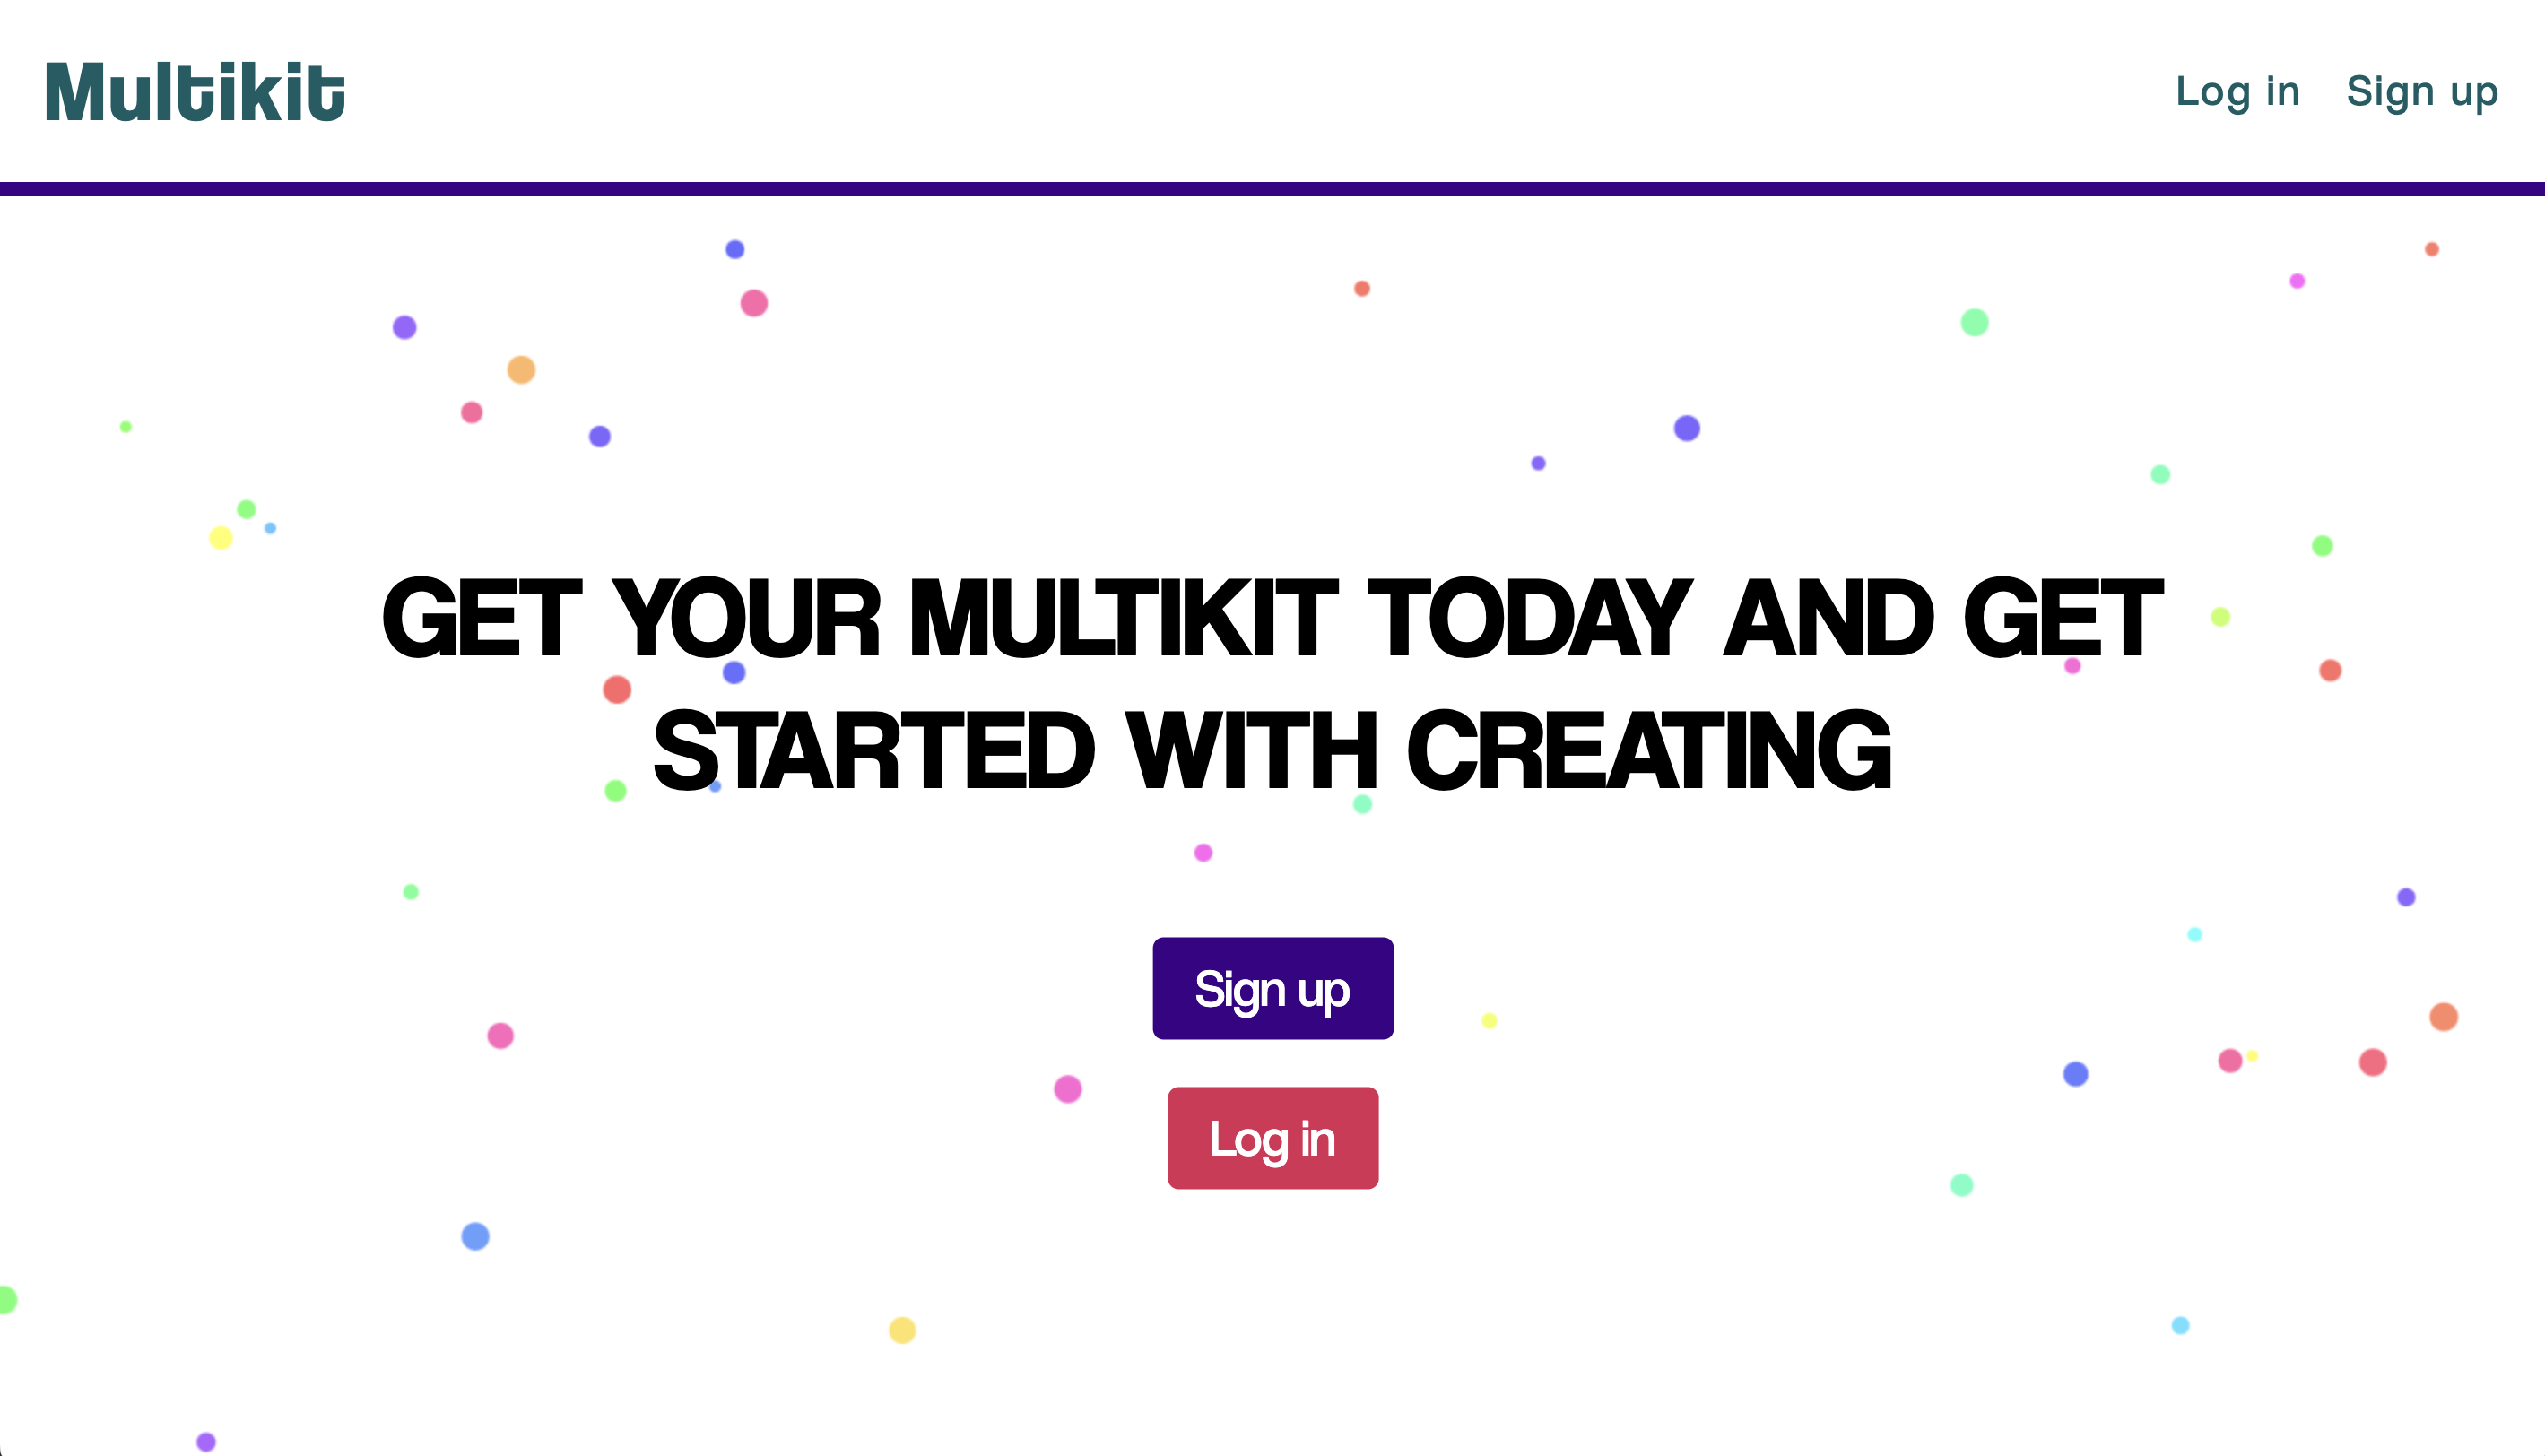 Multikit
Log in Sign up
GET YOUR MULTIKIT TODAY AND GET
STARTED WITH CREATING
Sign up
Log in